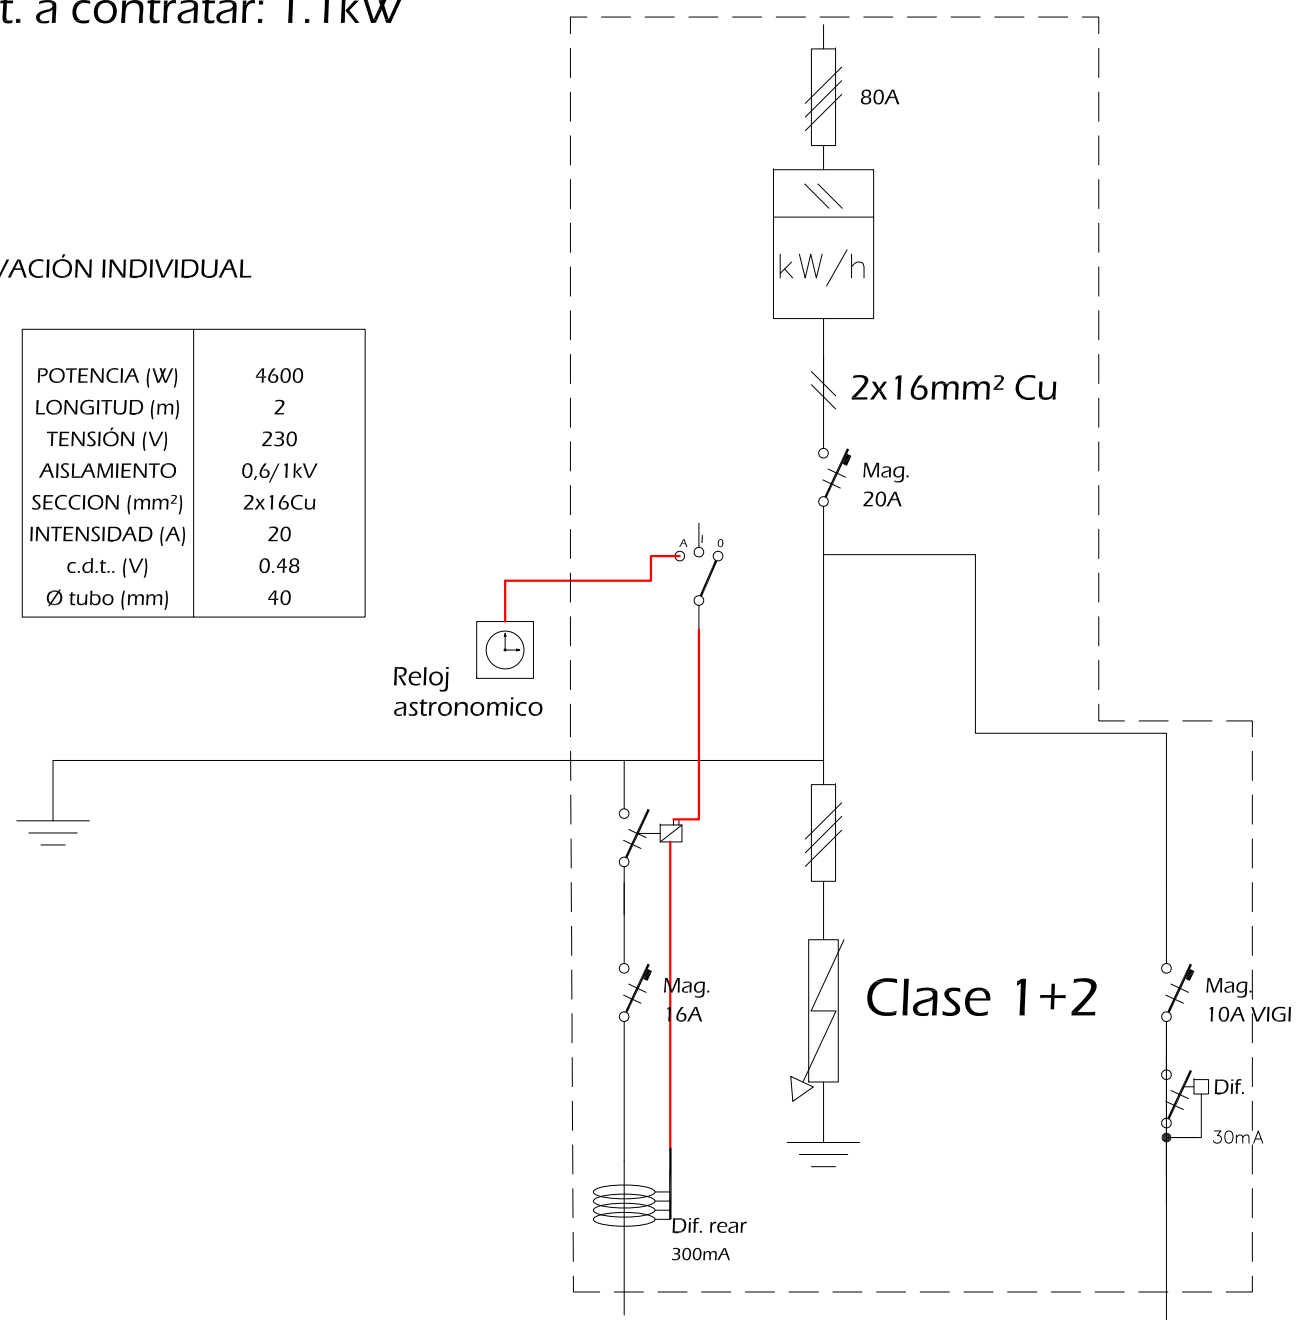 t. a contratar: 1.1kW
80A
kW/h
VACIÓN INDIVIDUAL
POTENCIA (W) 4600
LONGITUD (m) 2
TENSIÓN (V) 230
AISLAMIENTO 0,6/1kV
SECCION (mm²) 2x16Cu
INTENSIDAD (A) 20
c.d.t.. (V) 0.48
Ø tubo (mm) 40
2x16mm² Cu
Mag.
20A
A I 0
Reloj
astronomico
Mag.
16A
Clase 1+2
Mag.
10A VIGI
Dif.
30mA
Dif. rear
300mA